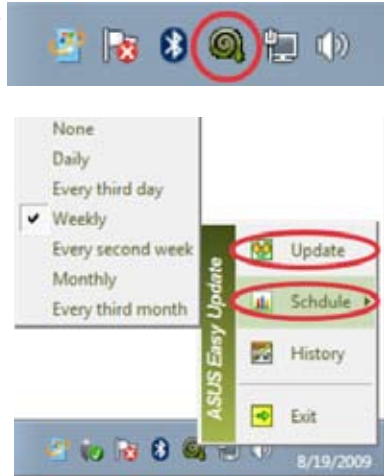 None
Daily
Every third day
Weekly
Every second week
Monthly
Every third month
ASUS Easy Update
Update
Schdule
History
Exit
8/19/2009